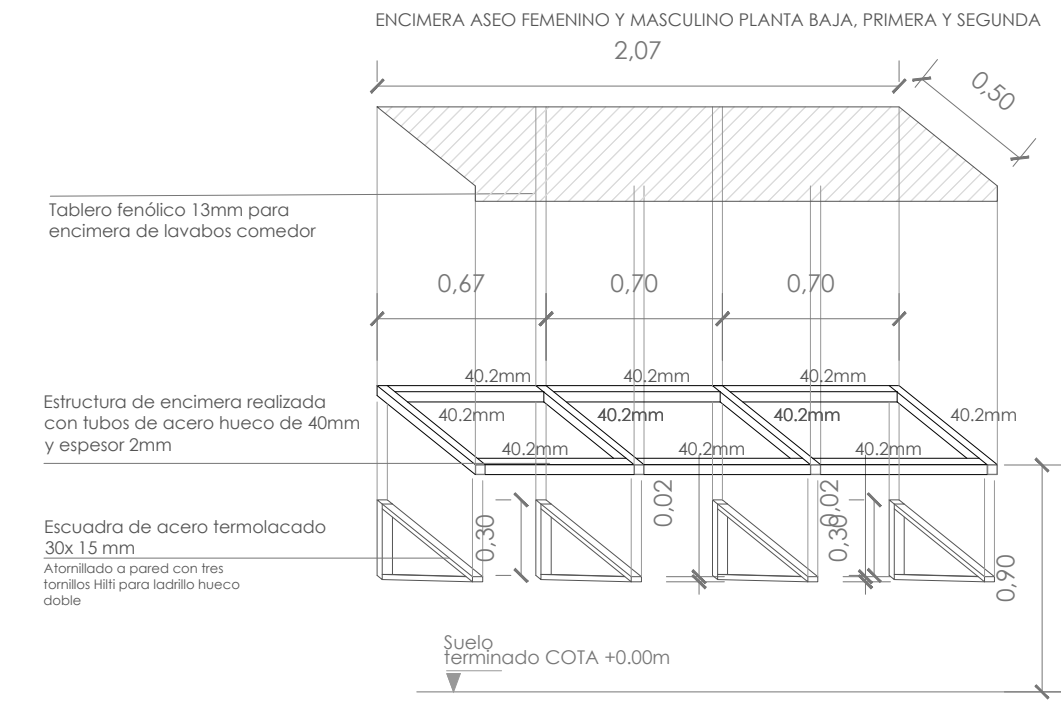 ENCIMERA ASEO FEMENINO Y MASCULINO PLANTA BAJA, PRIMERA Y SEGUNDA
2,07
0,50
Tablero fenólico 13mm para
encimera de lavabos comedor
0,67
0,70
0,70
40.2mm
40.2mm
40.2mm
Estructura de encimera realizada
con tubos de acero hueco de 40mm
y espesor 2mm
40.2mm
40.2mm
40.2mm
40.2mm
40.2mm
40.2mm
40.2mm
Escuadra de acero termolacado
30x 15 mm
Atornillado a pared con tres
tornillos Hilti para ladrillo hueco
doble
0,30
0,02
0,02
0,30
0,90
Suelo
terminado COTA +0.00m